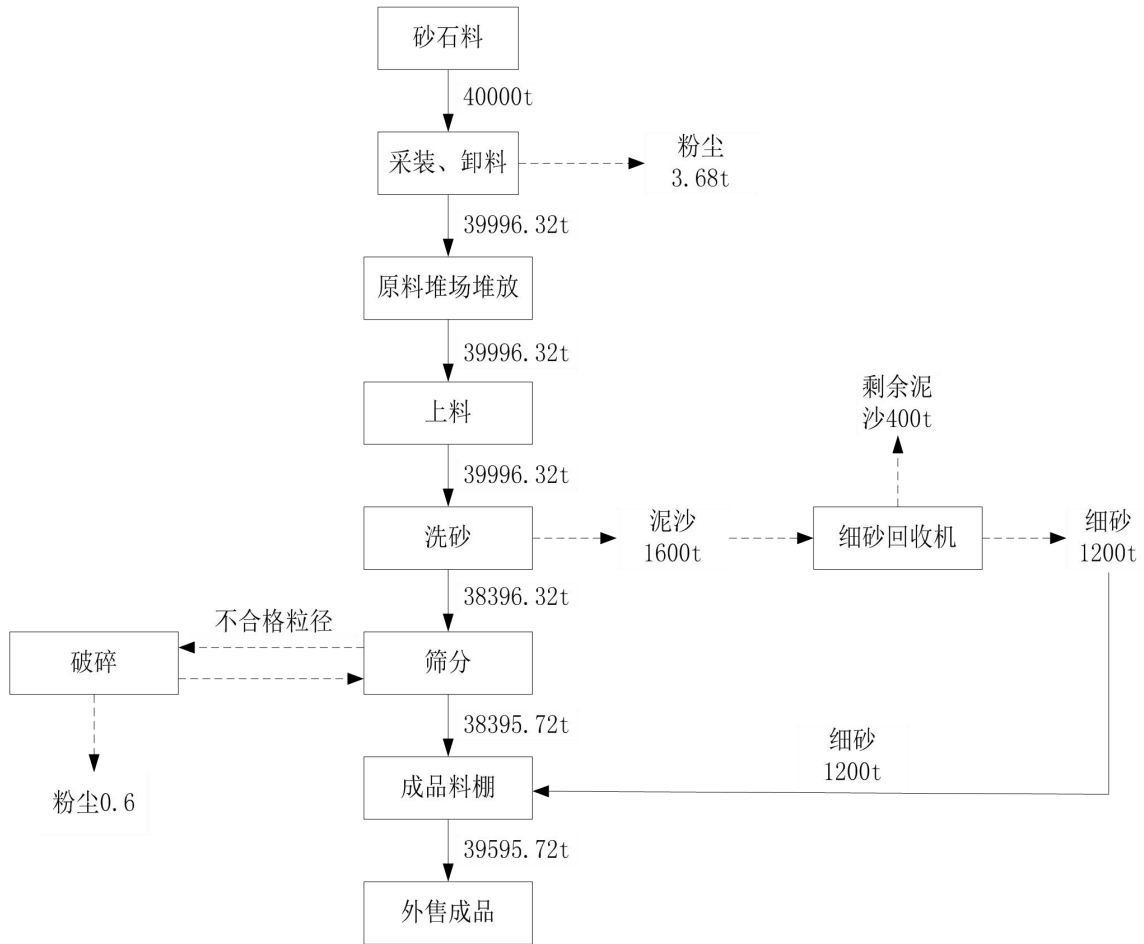 砂石料
40000t
采装、卸料
粉尘
3.68t
39996.32t
原料堆场堆放
39996.32t
上料
剩余泥
沙400t
39996.32t
洗砂
泥沙
1600t
细砂回收机
细砂
1200t
38396.32t
不合格粒径
破碎
筛分
38395.72t
细砂
1200t
粉尘0.6
成品料棚
39595.72t
外售成品